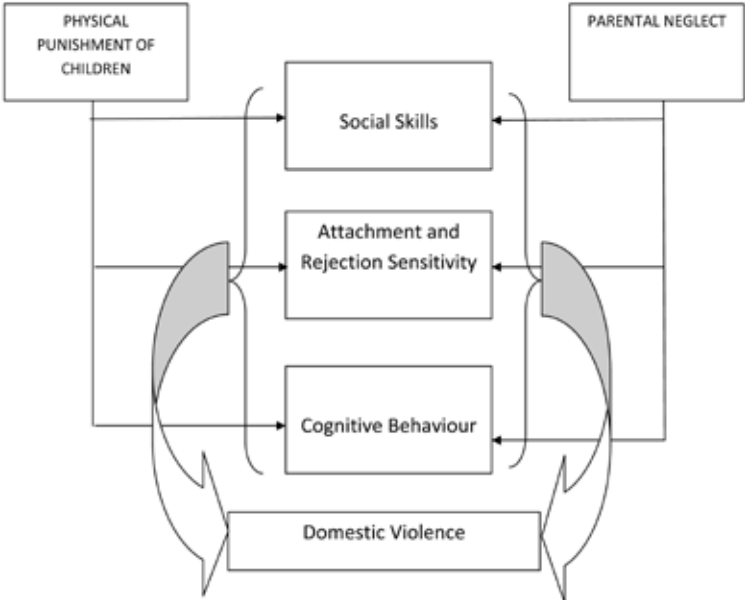 PHYSICAL
PUNISHMENT OF
CHILDREN
PARENTAL NEGLECT
Social Skills
Attachment and
Rejection Sensitivity
Cognitive Behaviour
Domestic Violence